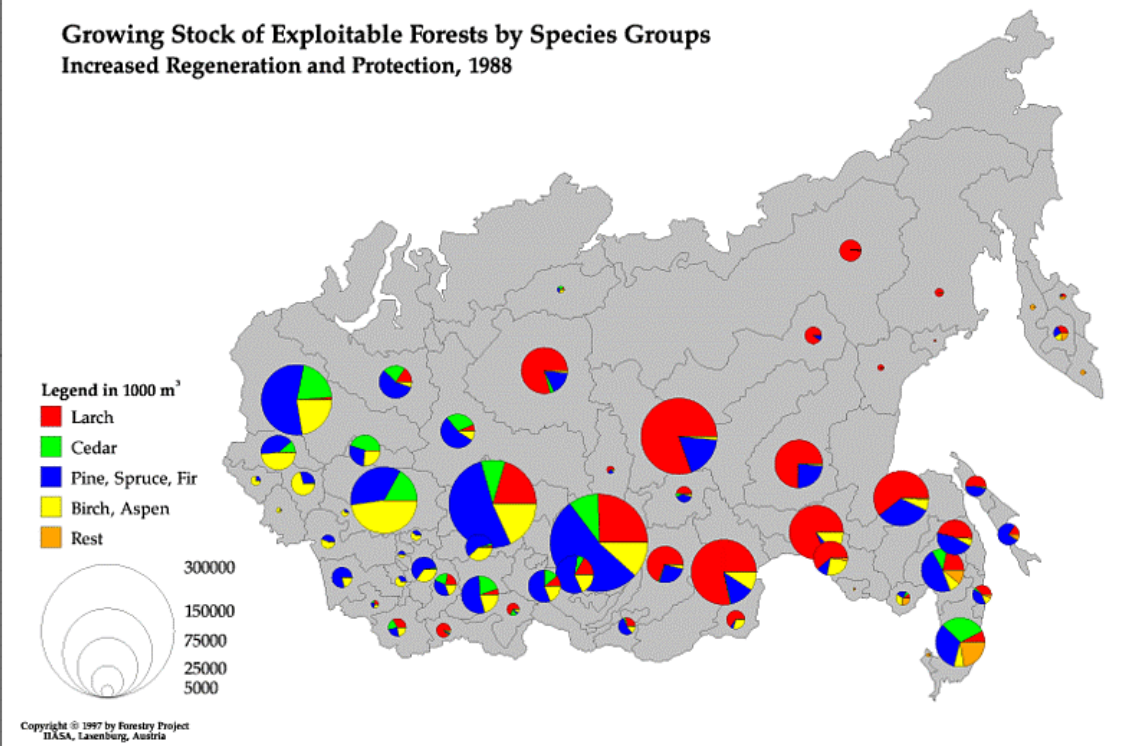 Growing Stock of Exploitable Forests by Species Groups
Increased Regeneration and Protection, 1988
Legend in 1000 m³
Larch
Cedar
Pine, Spruce, Fir
Birch, Aspen
Rest
300000
150000
75000
25000
5000
Copyright © 1997 by Forestry Project
IIASA, Laxenburg, Austria